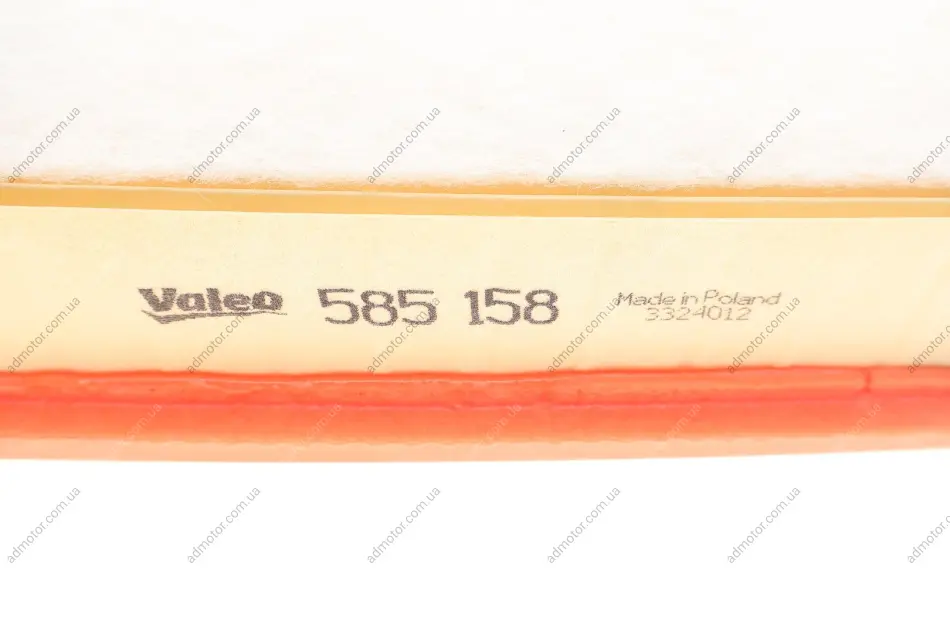 Valeo 585 158 Made in Poland
3324012
admotor.com.ua